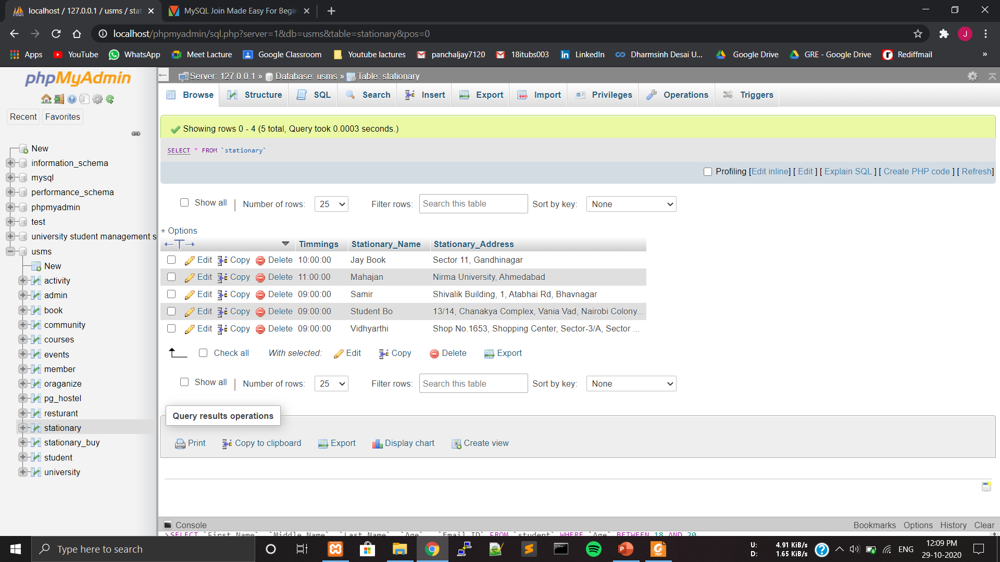 localhost / 127.0.0.1 / usms / stat
MySQL Join Made Easy For Begin
localhost/phpmyadmin/sql.php?server=1&db=usms&table=stationary&pos=0
J
Apps YouTube WhatsApp Meet Lacture Google Classroom Youtube lactures panchaljay7120 18itubs003 LinkedIn Dharmsinh Desai U... Google Drive GRE - Google Drive Rediffmail »
phpMyAdmin
Recent Favorites
New
information_schema
mysql
performance_schema
phpmyadmin
test
university student management s
usms
New
activity
admin
book
community
courses
events
member
oraganize
pg_hostel
resturant
stationary
stationary_buy
student
university
Server: 127.0.0.1 » Database: usms » Table: stationary
Browse Structure SQL Search Insert Export Import Privileges Operations Triggers
Showing rows 0 - 4 (5 total, Query took 0.0003 seconds.)
SELECT * FROM `stationary`
Profiling [Edit inline] [ Edit ] [ Explain SQL ] [ Create PHP code ] [ Refresh]
Show all | Number of rows: 25 Filter rows: Search this table Sort by key: None
+ Options
←T→ Timmings Stationary_Name Stationary_Address
Edit Copy Delete 10:00:00 Jay Book Sector 11, Gandhinagar
Edit Copy Delete 11:00:00 Mahajan Nirma University, Ahmedabad
Edit Copy Delete 09:00:00 Samir Shivalik Building, 1, Atabhai Rd, Bhavnagar
Edit Copy Delete 09:00:00 Student Bo 13/14, Chanakya Complex, Vania Vad, Nairobi Colony...
Edit Copy Delete 09:00:00 Vidhyarthi Shop No.1653, Shopping Center, Sector-3/A, Sector ...
Check all With selected: Edit Copy Delete Export
Show all | Number of rows: 25 Filter rows: Search this table Sort by key: None
Query results operations
Print Copy to clipboard Export Display chart Create view
Console Bookmarks Options History Clear
>SELECT `First_Name`, `Middle_Name`, `Last_Name`, `Age`, `Email_ID` FROM `student` WHERE `Age` BETWEEN 18 AND 20
Type here to search
U: 4.91 KiB/s
D: 1.65 KiB/s
ENG
12:09 PM
29-10-2020